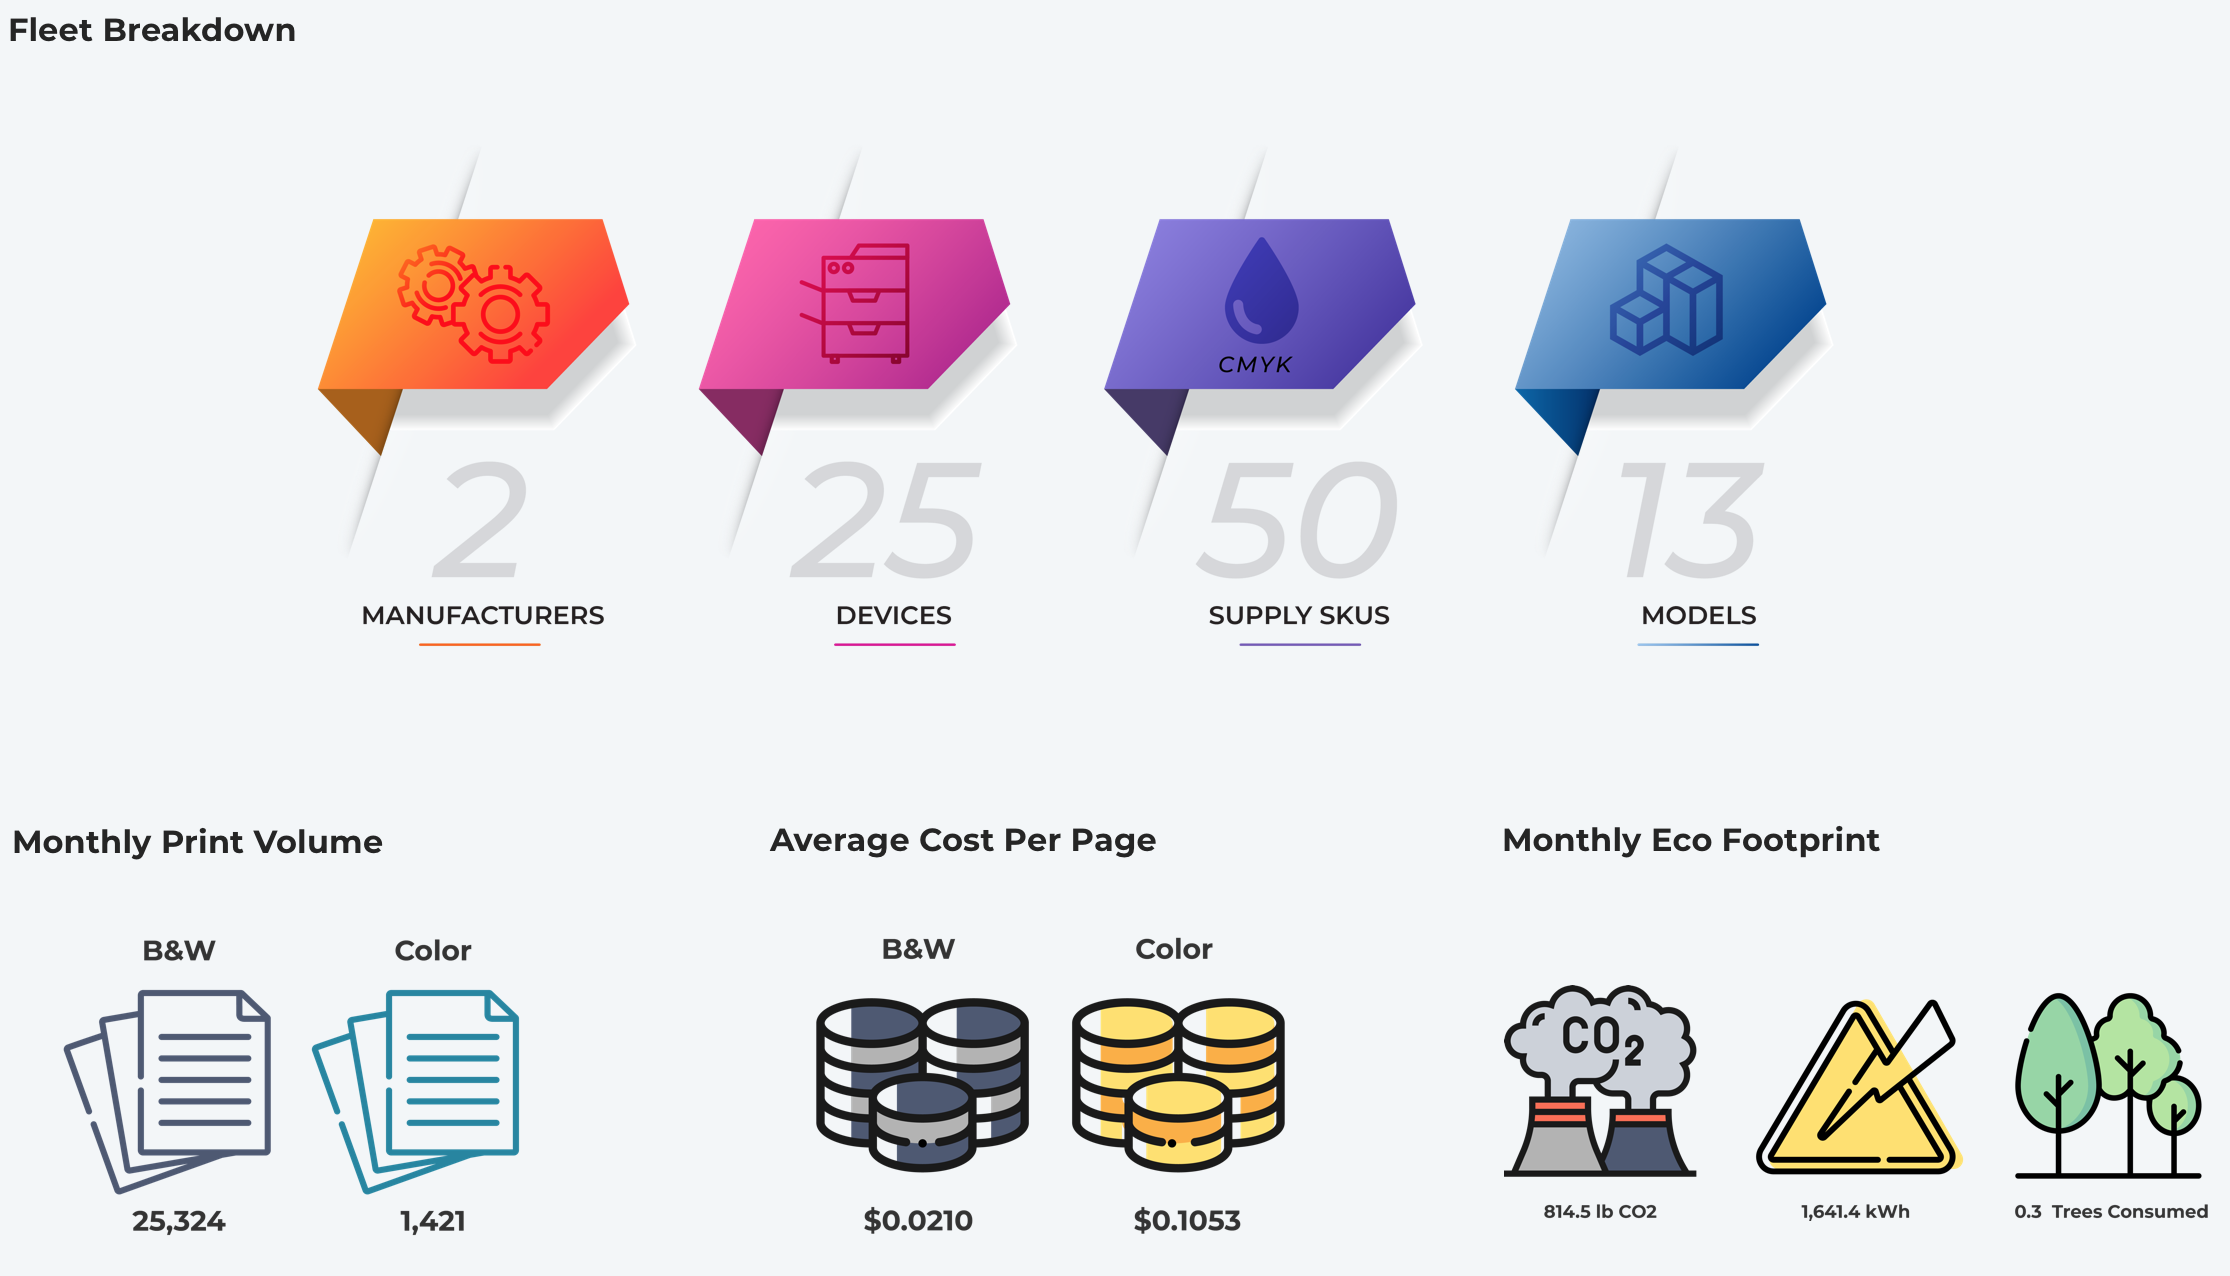 Fleet Breakdown
CMYK
2 25 50 13
MANUFACTURERS DEVICES SUPPLY SKUS MODELS
Monthly Print Volume
B&W Color
25,324 1,421
Average Cost Per Page
B&W Color
$0.0210 $0.1053
Monthly Eco Footprint
CO2
814.5 lb CO2 1,641.4 kWh 0.3 Trees Consumed